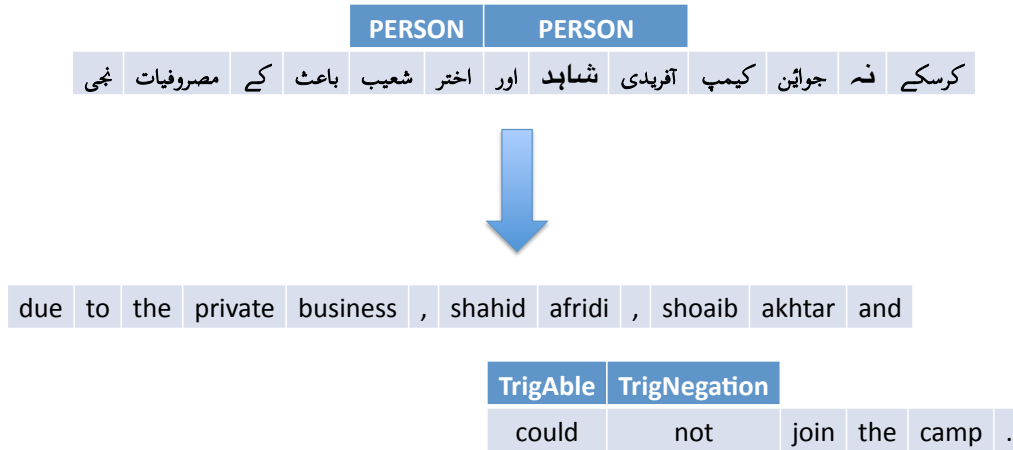 PERSON PERSON
نجی مصروفیات کے باعث شعیب اختر اور شاہد آفریدی کیمپ جوائن نہ کرسکے
due to the private business , shahid afridi , shoaib akhtar and
TrigAble TrigNegation
could not join the camp .